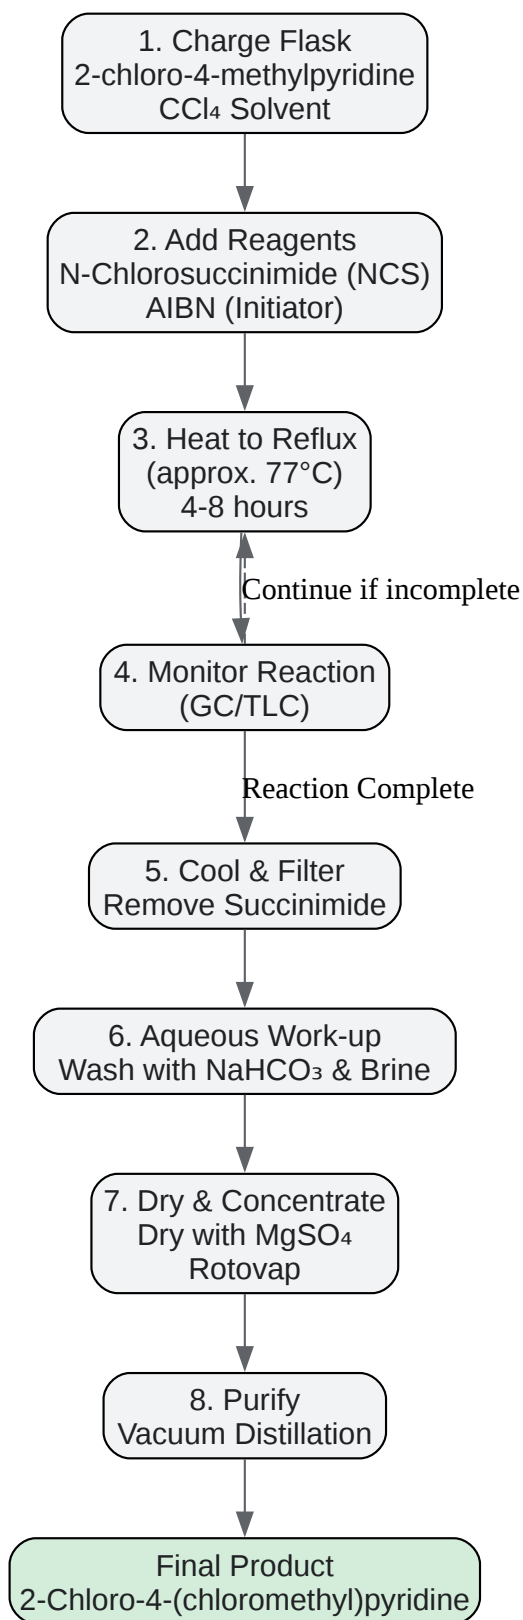 1. Charge Flask
2-chloro-4-methylpyridine
CCl₄ Solvent
2. Add Reagents
N-Chlorosuccinimide (NCS)
AIBN (Initiator)
3. Heat to Reflux
(approx. 77°C)
4-8 hours
Continue if incomplete
4. Monitor Reaction
(GC/TLC)
Reaction Complete
5. Cool & Filter
Remove Succinimide
6. Aqueous Work-up
Wash with NaHCO₃ & Brine
7. Dry & Concentrate
Dry with MgSO₄
Rotovap
8. Purify
Vacuum Distillation
Final Product
2-Chloro-4-(chloromethyl)pyridine